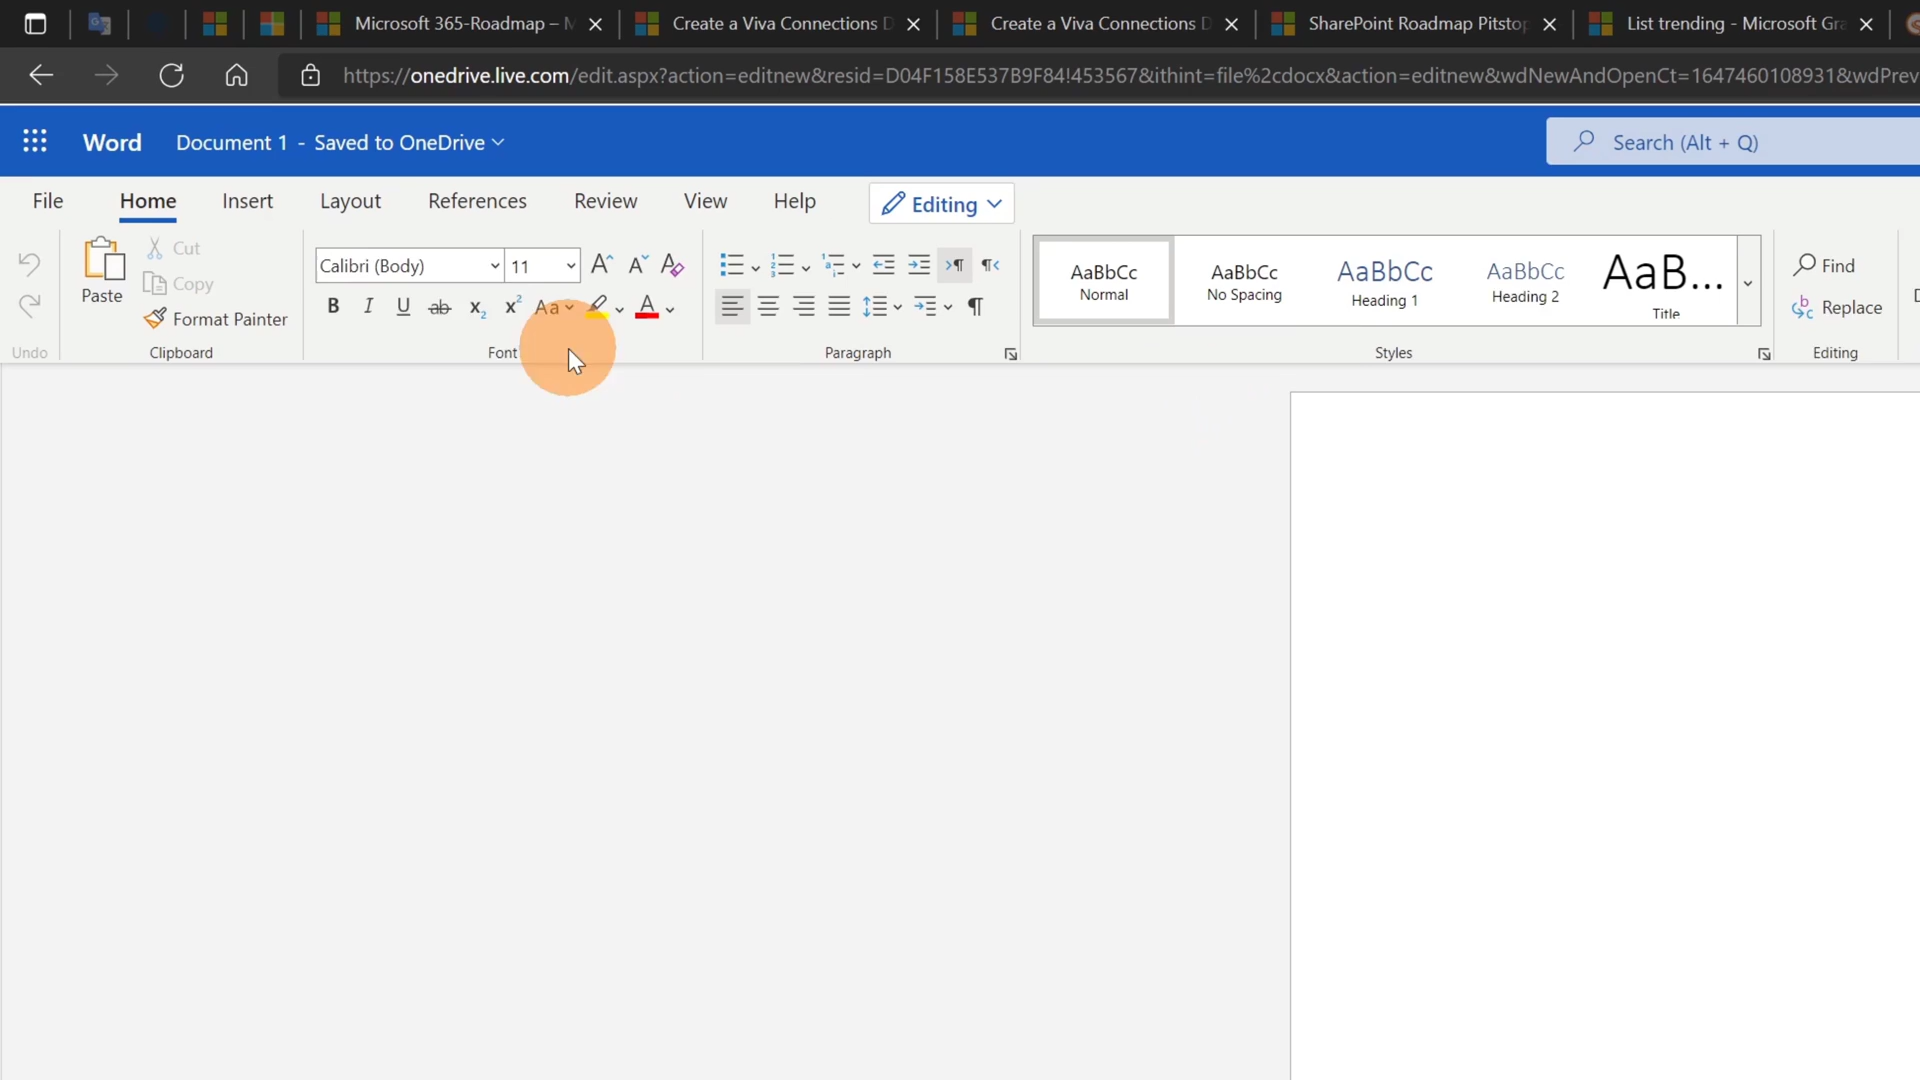 Microsoft 365-Roadmap – M
Create a Viva Connections D
Create a Viva Connections D
SharePoint Roadmap Pitstop
List trending - Microsoft Gra
https://onedrive.live.com/edit.aspx?action=editnew&resid=D04F158E537B9F84!453567&ithint=file%2cdocx&action=editnew&wdNewAndOpenCt=1647460108931&wdPrev
Word Document 1 - Saved to OneDrive
Search (Alt + Q)
File Home Insert Layout References Review View Help Editing
Cut
Copy
Format Painter
Paste
Undo
Clipboard
Calibri (Body) 11
Font
Paragraph
AaBbCc AaBbCc AaBbCc AaBbCc AaB...
Normal No Spacing Heading 1 Heading 2 Title
Styles
Find
Replace
Editing